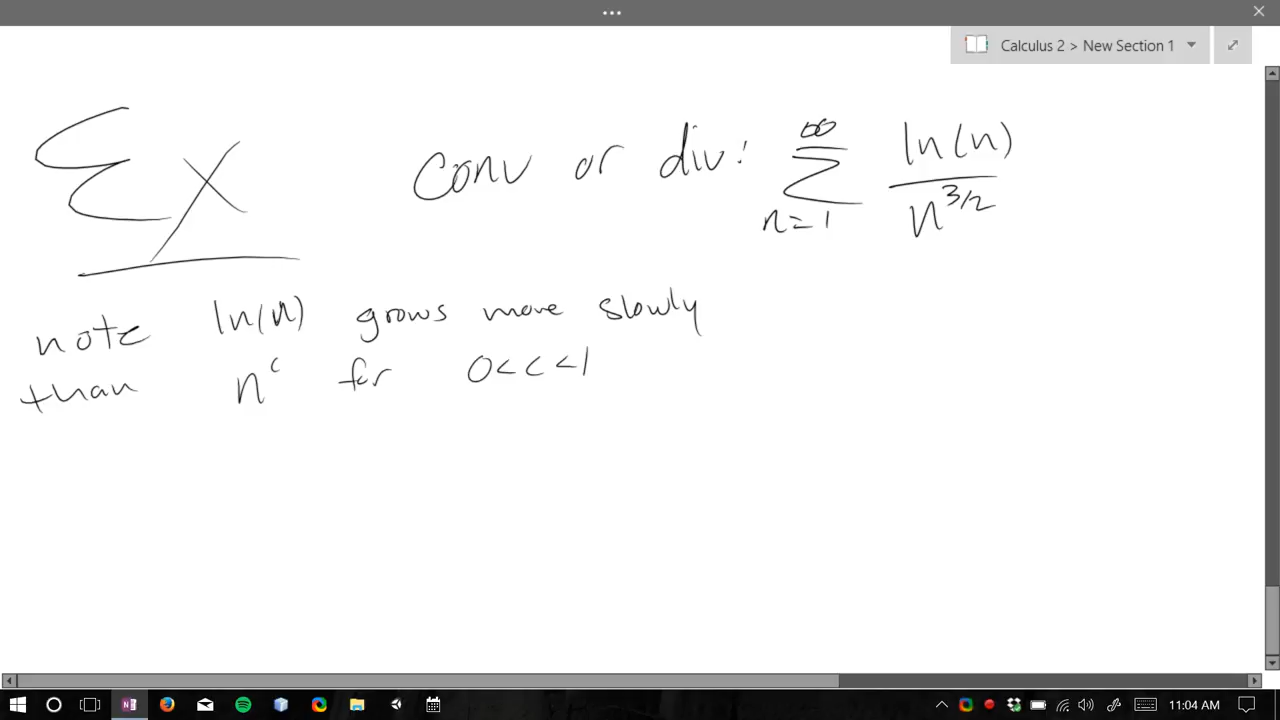 ...
Calculus 2 > New Section 1
Ex conv or div: ∞∑n=1 ln(n)/n^3/2
note ln(n) grows more slowly
than n^c for 0<c<1
11:04 AM